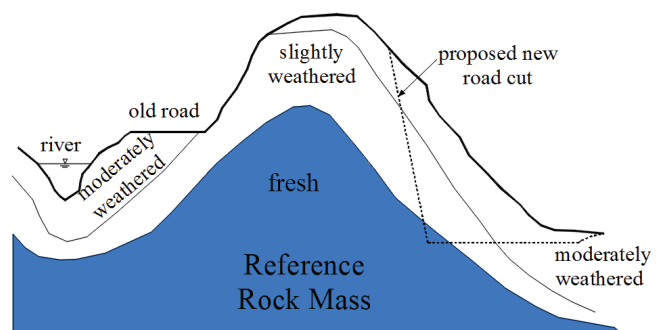 slightly
weathered
proposed new
road cut
old road
river
moderately
weathered
fresh
moderately
weathered
Reference
Rock Mass